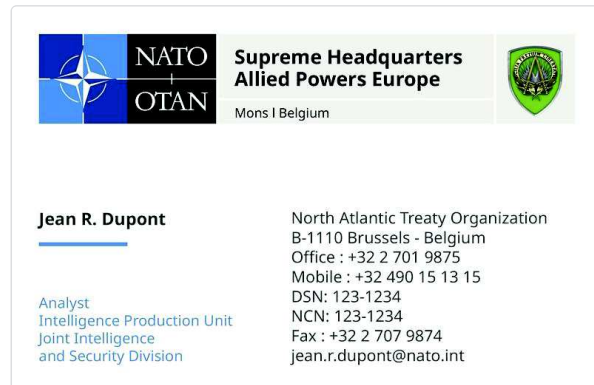 NATO
OTAN
Supreme Headquarters
Allied Powers Europe
Mons l Belgium
Jean R. Dupont
Analyst
Intelligence Production Unit
Joint Intelligence
and Security Division
North Atlantic Treaty Organization
B-1110 Brussels - Belgium
Office : +32 2 701 9875
Mobile : +32 490 15 13 15
DSN: 123-1234
NCN: 123-1234
Fax : +32 2 707 9874
jean.r.dupont@nato.int